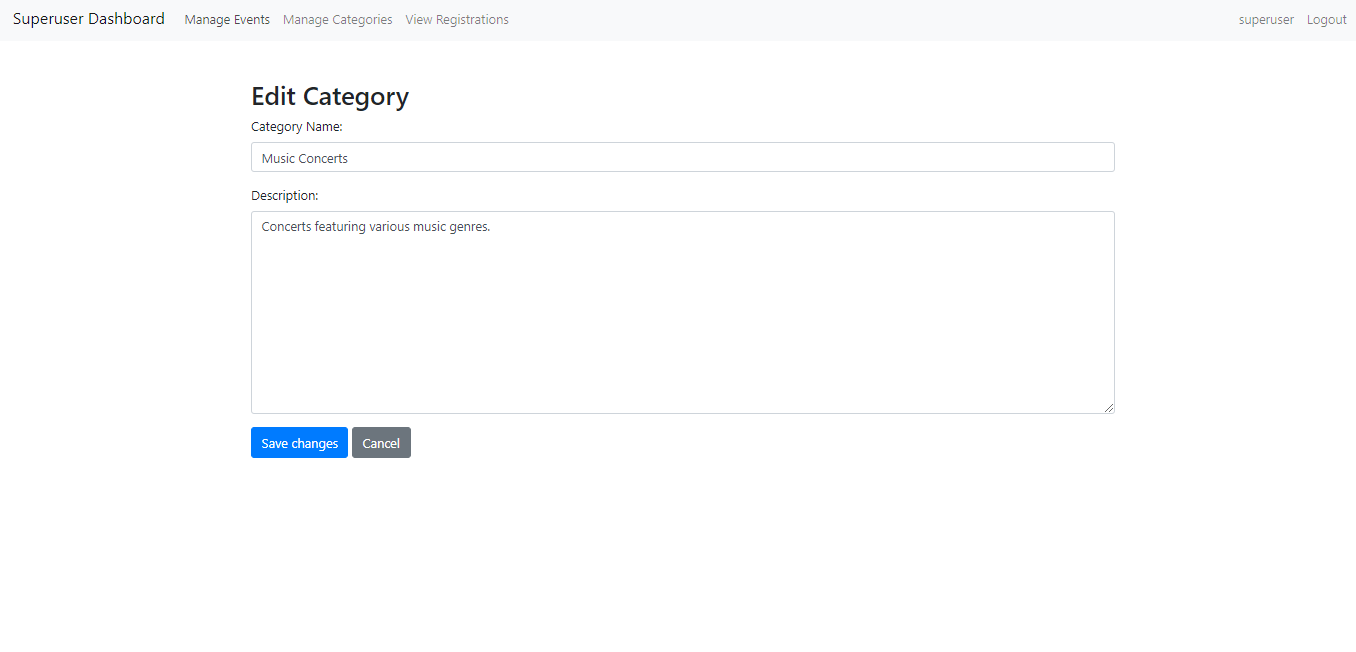 Superuser Dashboard Manage Events Manage Categories View Registrations superuser Logout
Edit Category
Category Name:
Music Concerts
Description:
Concerts featuring various music genres.
Save changes Cancel